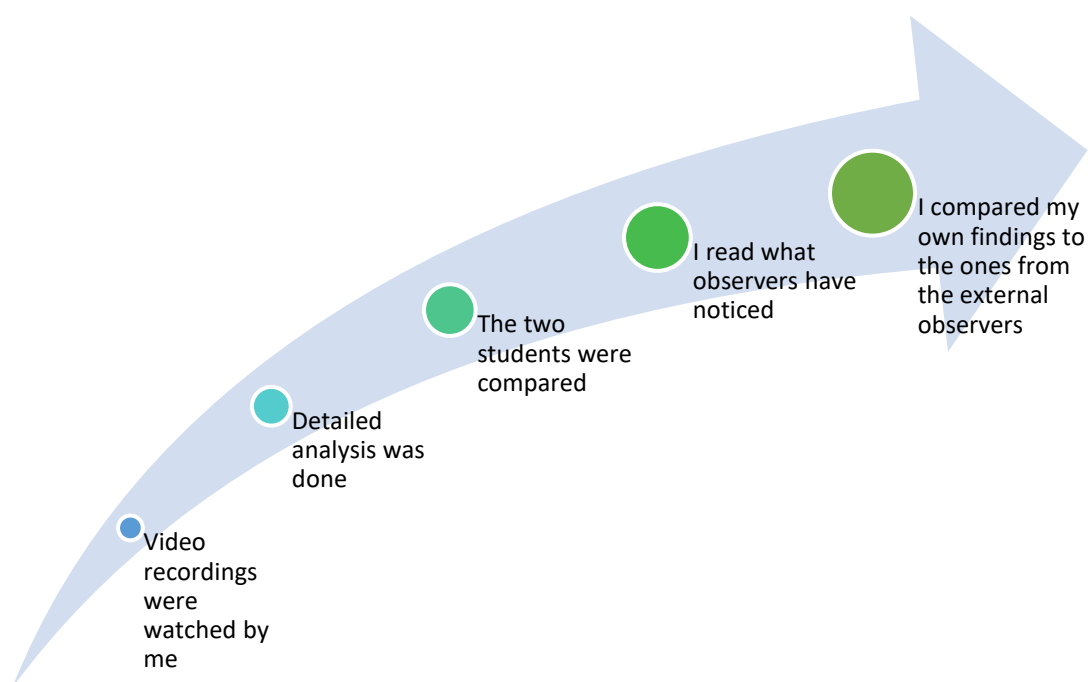 Video
recordings
were
watched by
me
Detailed
analysis was
done
The two
students were
compared
I read what
observers have
noticed
I compared my
own findings to
the ones from
the external
observers